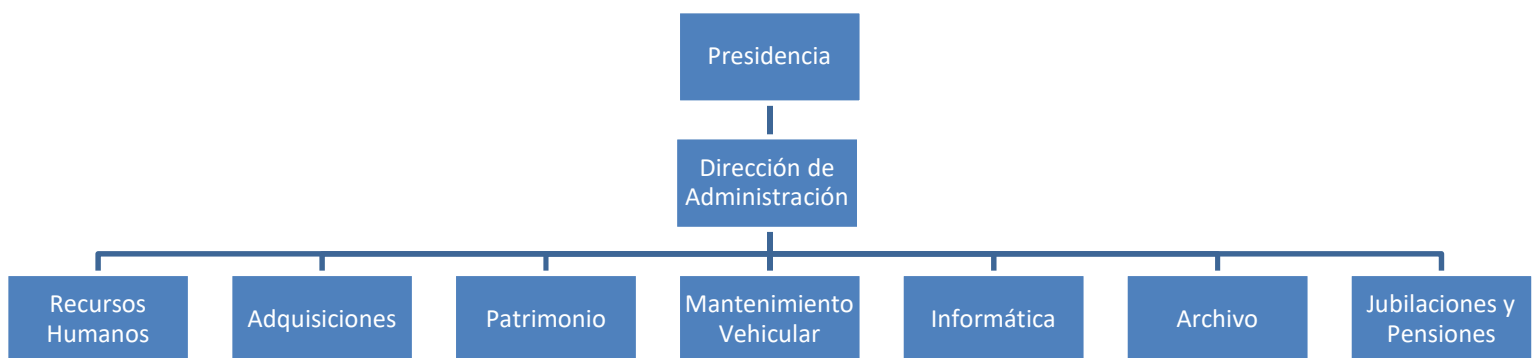 Presidencia
Dirección de
Administración
Recursos
Humanos
Adquisiciones
Patrimonio
Mantenimiento
Vehicular
Informática
Archivo
Jubilaciones y
Pensiones